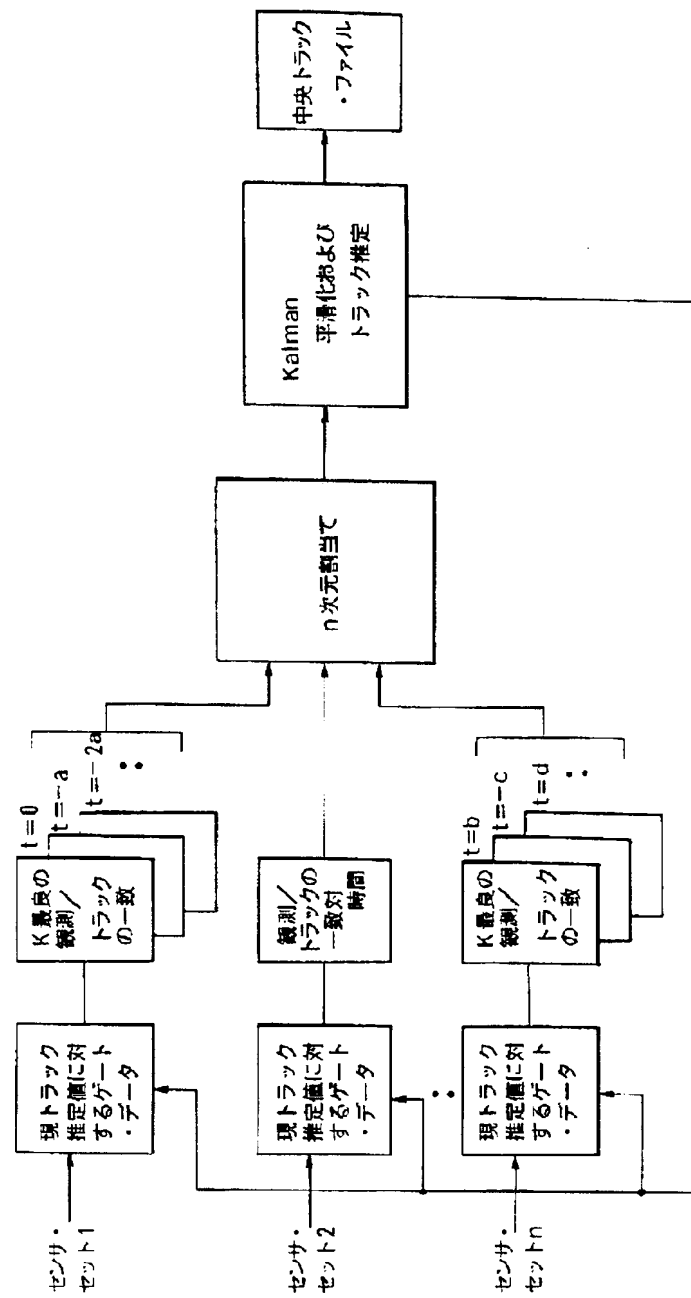 センサ・
セット1
現トラック
推定値に対
するゲート
・データ
K最良の
観測/
トラック
の一致
t=0
t=-a
t=-2a
センサ・
セット2
現トラック
推定値に対
するゲート
・データ
観測/
トラックの
一致対
時間
センサ・
セットn
現トラック
推定値に対
するゲート
・データ
K最良の
観測/
トラック
の一致
t=b
t=-c
t=d
n次元割当て
Kalman
平滑化および
トラック推定
中央トラック
・ファイル